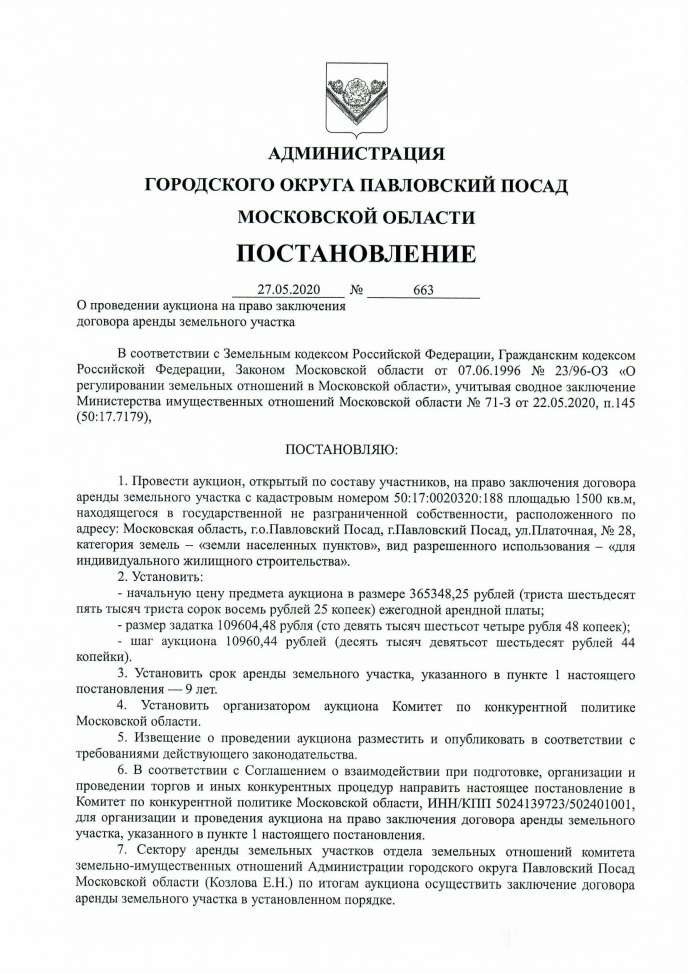 АДМИНИСТРАЦИЯ
ГОРОДСКОГО ОКРУГА ПАВЛОВСКИЙ ПОСАД
МОСКОВСКОЙ ОБЛАСТИ
ПОСТАНОВЛЕНИЕ
27.05.2020 № 663
О проведении аукциона на право заключения
договора аренды земельного участка
В соответствии с Земельным кодексом Российской Федерации, Гражданским кодексом
Российской Федерации, Законом Московской области от 07.06.1996 № 23/96-ОЗ «О
регулировании земельных отношений в Московской области», учитывая сводное заключение
Министерства имущественных отношений Московской области № 71-З от 22.05.2020, п.145
(50:17.7179),
ПОСТАНОВЛЯЮ:
1. Провести аукцион, открытый по составу участников, на право заключения договора
аренды земельного участка с кадастровым номером 50:17:0020320:188 площадью 1500 кв.м,
находящегося в государственной не разграниченной собственности, расположенного по
адресу: Московская область, г.о.Павловский Посад, г.Павловский Посад, ул.Платочная, № 28,
категория земель – «земли населенных пунктов», вид разрешенного использования – «для
индивидуального жилищного строительства».
2. Установить:
- начальную цену предмета аукциона в размере 365348,25 рублей (триста шестьдесят
пять тысяч триста сорок восемь рублей 25 копеек) ежегодной арендной платы;
- размер задатка 109604,48 рубля (сто девять тысяч шестьсот четыре рубля 48 копеек);
- шаг аукциона 10960,44 рублей (десять тысяч девятьсот шестьдесят рублей 44
копейки).
3. Установить срок аренды земельного участка, указанного в пункте 1 настоящего
постановления — 9 лет.
4. Установить организатором аукциона Комитет по конкурентной политике
Московской области.
5. Извещение о проведении аукциона разместить и опубликовать в соответствии с
требованиями действующего законодательства.
6. В соответствии с Соглашением о взаимодействии при подготовке, организации и
проведении торгов и иных конкурентных процедур направить настоящее постановление в
Комитет по конкурентной политике Московской области, ИНН/КПП 5024139723/502401001,
для организации и проведения аукциона на право заключения договора аренды земельного
участка, указанного в пункте 1 настоящего постановления.
7. Сектору аренды земельных участков отдела земельных отношений комитета
земельно-имущественных отношений Администрации городского округа Павловский Посад
Московской области (Козлова Е.Н.) по итогам аукциона осуществить заключение договора
аренды земельного участка в установленном порядке.